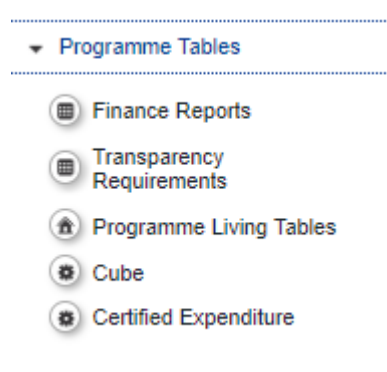 Programme Tables
Finance Reports
Transparency
Requirements
Programme Living Tables
Cube
Certified Expenditure